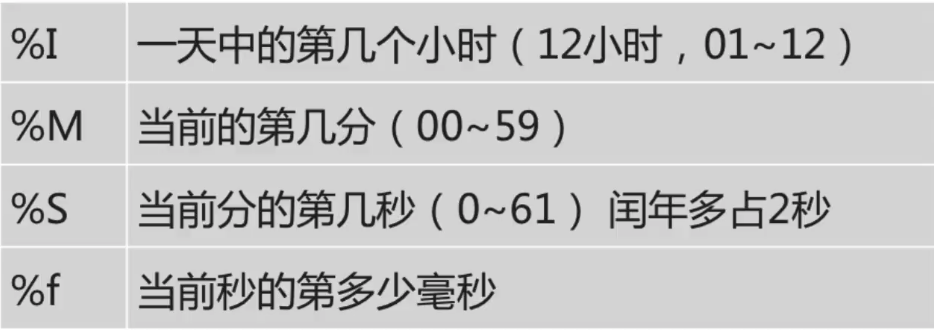 %I 一天中的第几个小时（12小时，01~12）
%M 当前的第几分（00~59）
%S 当前分的第几秒（0~61） 闰年多占2秒
%f 当前秒的第多少毫秒